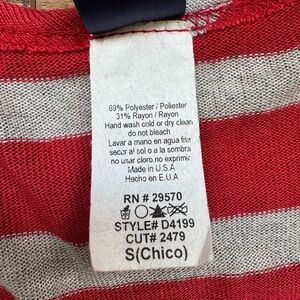 69% Polyester / Poliester
31% Rayon / Rayon
Hand wash cold or dry clean
do not bleach
Lavar a mano en agua fria
secar al sol o a la sombra
no usar cloro.no exprimir
Made in U.S.A
Hecho en E.U.A
RN # 29570
STYLE# D4199
CUT# 2479
S(Chico)